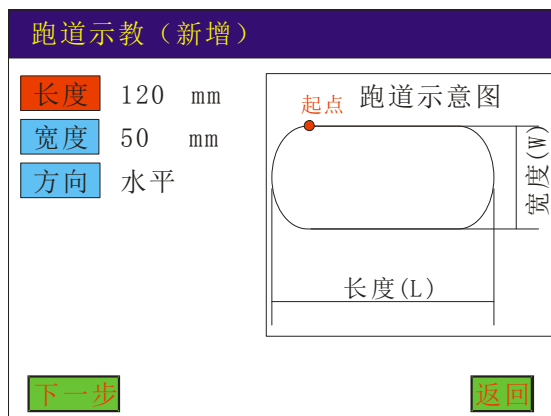 跑道示教（新增）
长度 120 mm
宽度 50 mm
方向 水平
起点 跑道示意图
宽度(W)
长度(L)
下一步 返回